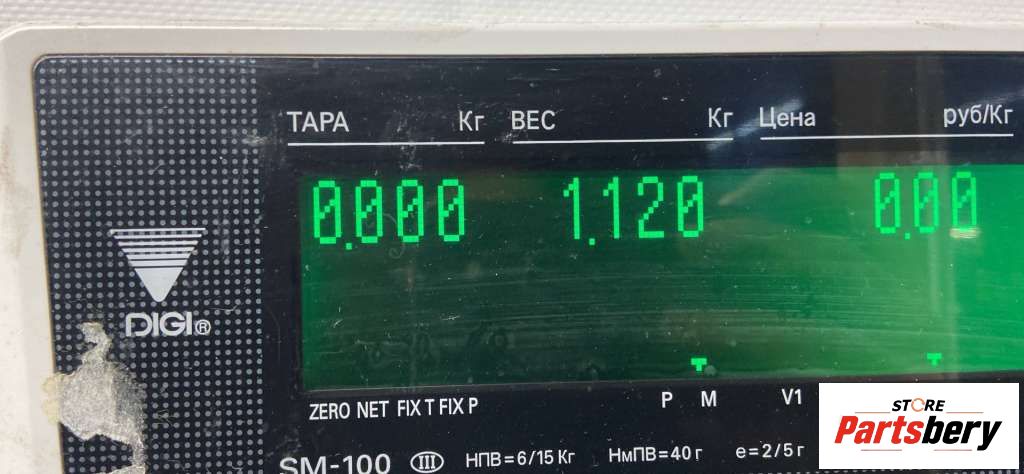 ТАРА Кг ВЕС Кг Цена руб/Кг
0.000 1.120 0.00
DIGI®
ZERO NET FIX T FIX P P M V1
SM-100 III НПВ=6/15 Кг НмПВ=40 г e=2/5 г
STORE
Partsbery